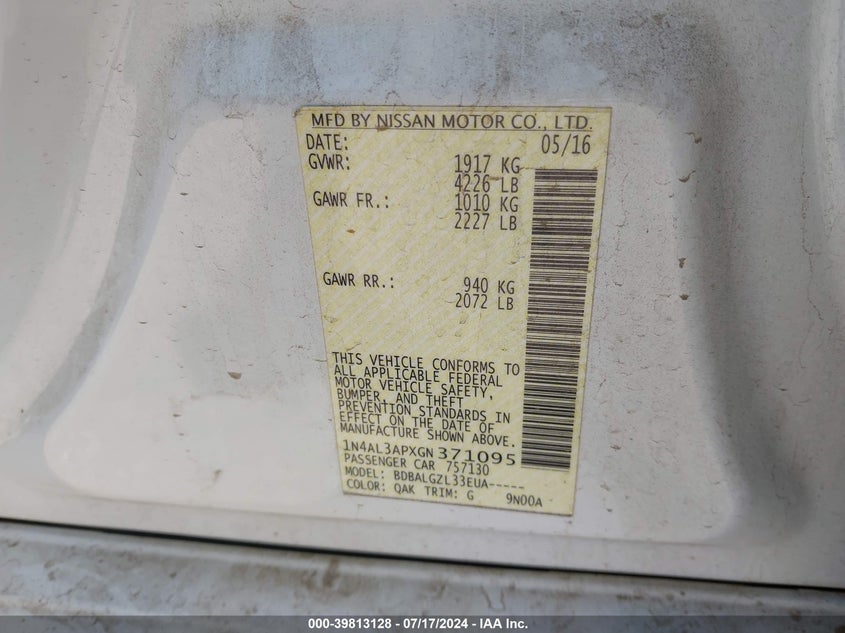 MFD BY NISSAN MOTOR CO., LTD.
DATE: 05/16
GVWR: 1917 KG
4226 LB
GAWR FR.: 1010 KG
2227 LB
GAWR RR.: 940 KG
2072 LB
THIS VEHICLE CONFORMS TO
ALL APPLICABLE FEDERAL
MOTOR VEHICLE SAFETY,
BUMPER, AND THEFT
PREVENTION STANDARDS IN
EFFECT ON THE DATE OF
MANUFACTURE SHOWN ABOVE.
1N4AL3APXGN371095
PASSENGER CAR 757130
MODEL: BDBALGZL33EUA-----
COLOR: QAK TRIM: G 9N00A
000-39813128 - 07/17/2024 - IAA Inc.